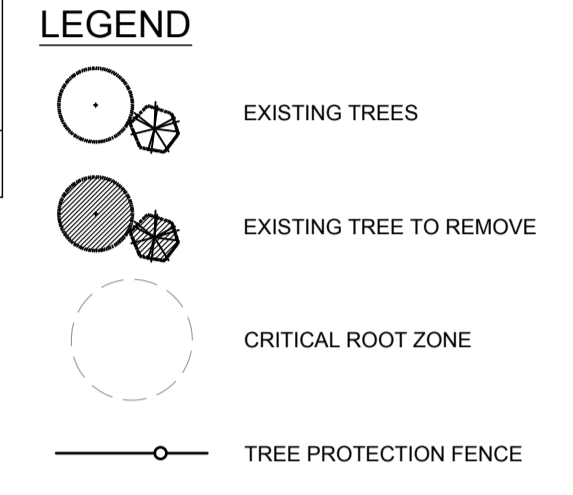 LEGEND
EXISTING TREES
EXISTING TREE TO REMOVE
CRITICAL ROOT ZONE
TREE PROTECTION FENCE